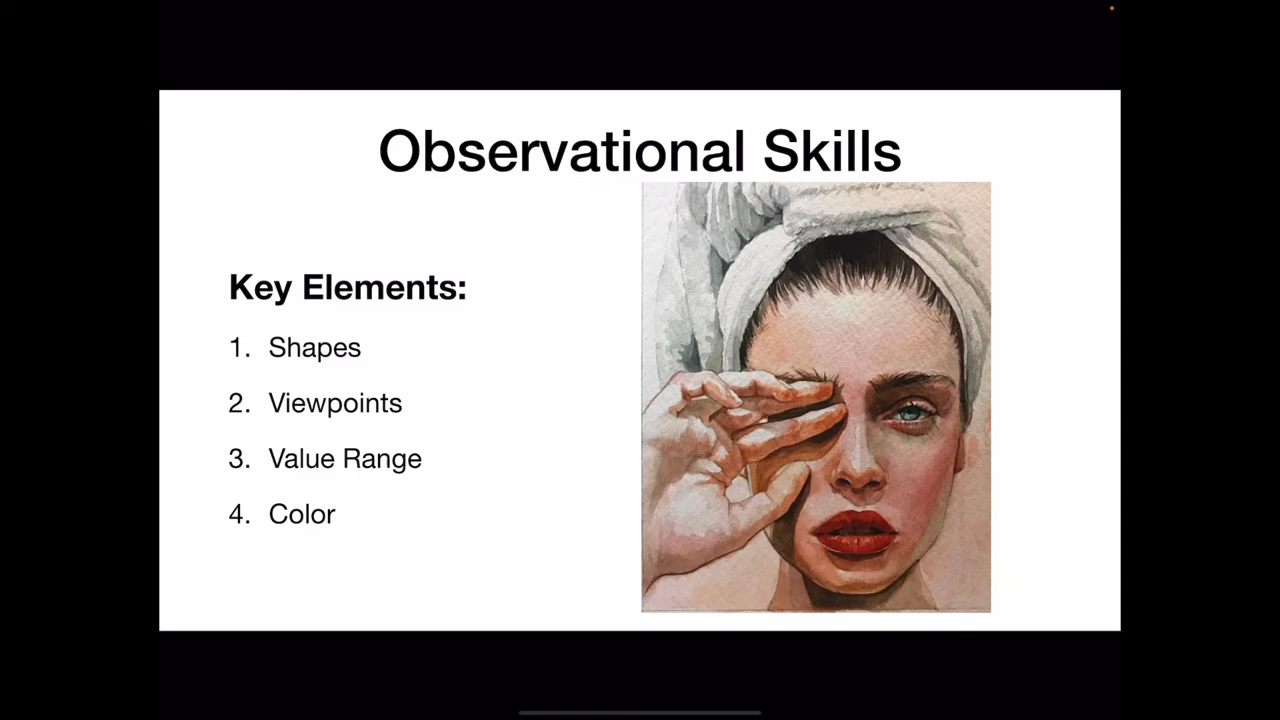 Observational Skills
Key Elements:
1. Shapes
2. Viewpoints
3. Value Range
4. Color